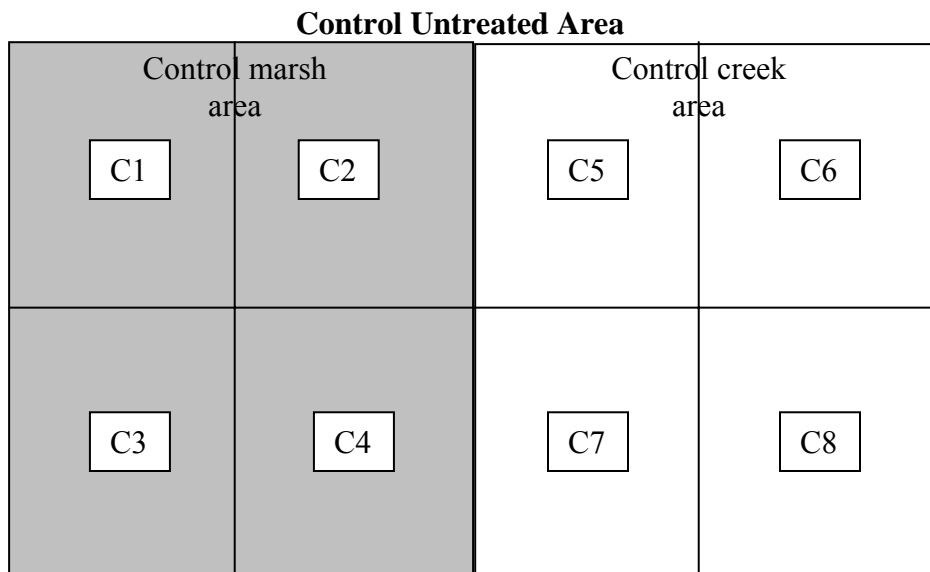 Control Untreated Area
Control marsh
area
Control creek
area
C1
C2
C5
C6
C3
C4
C7
C8